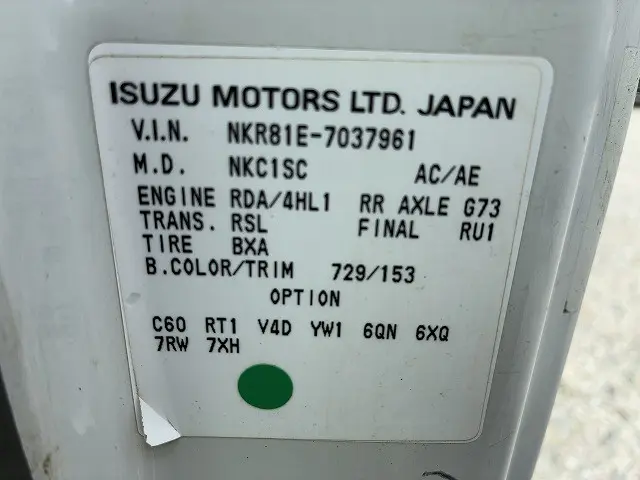 ISUZU MOTORS LTD. JAPAN
V.I.N. NKR81E-7037961
M.D. NKC1SC AC/AE
ENGINE RDA/4HL1 RR AXLE G73
TRANS. RSL FINAL RU1
TIRE BXA
B.COLOR/TRIM 729/153
OPTION
C60 RT1 V4D YW1 6QN 6XQ
7RW 7XH